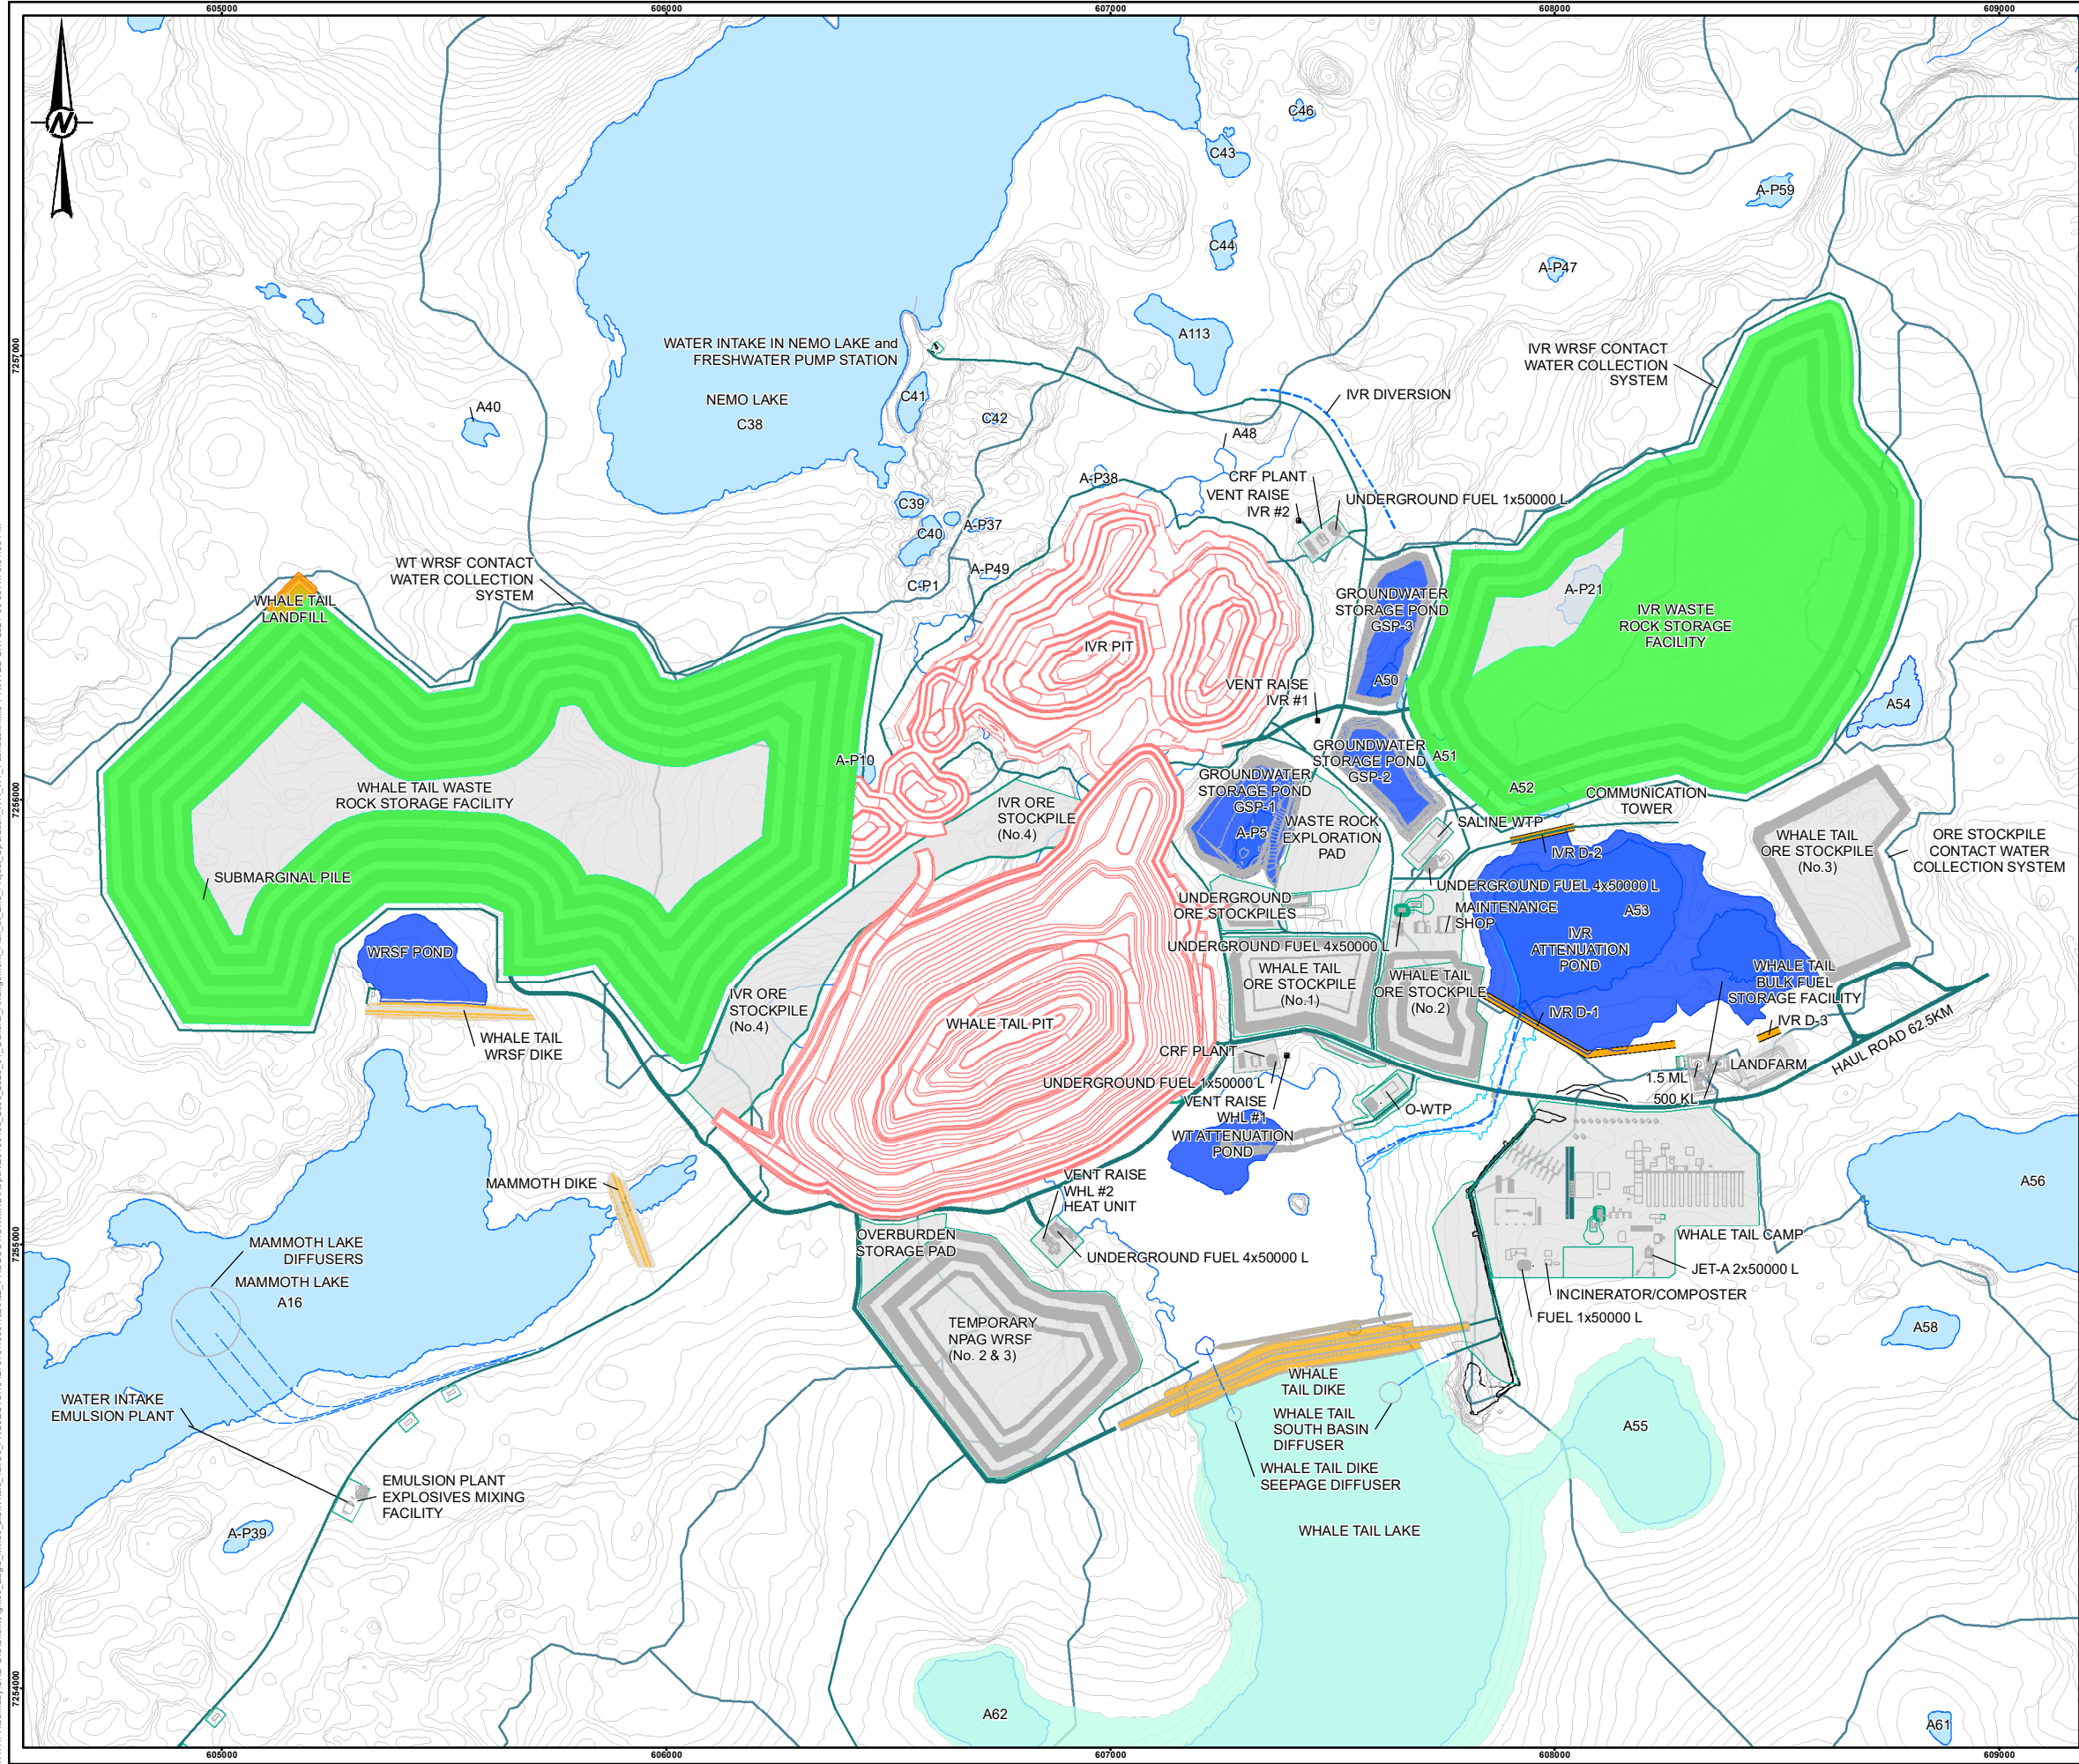 605000
606000
607000
608000
609000
N
C46
C43
A-P59
C44
A-P47
7257000
A113
WATER INTAKE IN NEMO LAKE and
FRESHWATER PUMP STATION
IVR WRSF CONTACT
WATER COLLECTION
SYSTEM
NEMO LAKE
C38
C41
IVR DIVERSION
A40
C42
A48
A-P38
CRF PLANT
VENT RAISE
IVR #2
UNDERGROUND FUEL 1x50000 L
C39
A-P37
C40
WT WRSF CONTACT
WATER COLLECTION
SYSTEM
A-P49
C-P1
WHALE TAIL
LANDFILL
GROUNDWATER
STORAGE POND
GSP-3
A-P21
IVR WASTE
ROCK STORAGE
FACILITY
IVR PIT
A50
VENT RAISE
IVR #1
A54
A-P10
GROUNDWATER
STORAGE POND
GSP-2
A51
GROUNDWATER
STORAGE POND
GSP-1
A52
COMMUNICATION
TOWER
7256000
WHALE TAIL WASTE
ROCK STORAGE FACILITY
IVR ORE
STOCKPILE
(No.4)
A-P5
WASTE ROCK
EXPLORATION
PAD
SALINE WTP
WHALE TAIL
ORE STOCKPILE
(No.3)
ORE STOCKPILE
CONTACT WATER
COLLECTION SYSTEM
IVR D-2
SUBMARGINAL PILE
UNDERGROUND FUEL 4x50000 L
UNDERGROUND
ORE STOCKPILES
MAINTENANCE
SHOP
A53
WRSF POND
UNDERGROUND FUEL 4x50000 L
IVR
ATTENUATION
POND
WHALE TAIL
ORE STOCKPILE
(No.1)
WHALE TAIL
ORE STOCKPILE
(No.2)
WHALE TAIL
BULK FUEL
STORAGE FACILITY
IVR ORE
STOCKPILE
(No.4)
WHALE TAIL PIT
IVR D-1
IVR D-3
WHALE TAIL
WRSF DIKE
HAUL ROAD 62.5KM
CRF PLANT
LANDFARM
UNDERGROUND FUEL 1x50000 L
1.5 ML
500 KL
VENT RAISE
WHL #1
O-WTP
WT ATTENUATION
POND
MAMMOTH DIKE
VENT RAISE
WHL #2
HEAT UNIT
A56
7255000
MAMMOTH LAKE
DIFFUSERS
OVERBURDEN
STORAGE PAD
UNDERGROUND FUEL 4x50000 L
WHALE TAIL CAMP
JET-A 2x50000 L
MAMMOTH LAKE
A16
INCINERATOR/COMPOSTER
FUEL 1x50000 L
TEMPORARY
NPAG WRSF
(No. 2 & 3)
A58
WHALE
TAIL DIKE
WATER INTAKE
EMULSION PLANT
WHALE TAIL
SOUTH BASIN
DIFFUSER
A55
WHALE TAIL DIKE
SEEPAGE DIFFUSER
EMULSION PLANT
EXPLOSIVES MIXING
FACILITY
A-P39
WHALE TAIL LAKE
7254000
A62
A61
605000
606000
607000
608000
609000